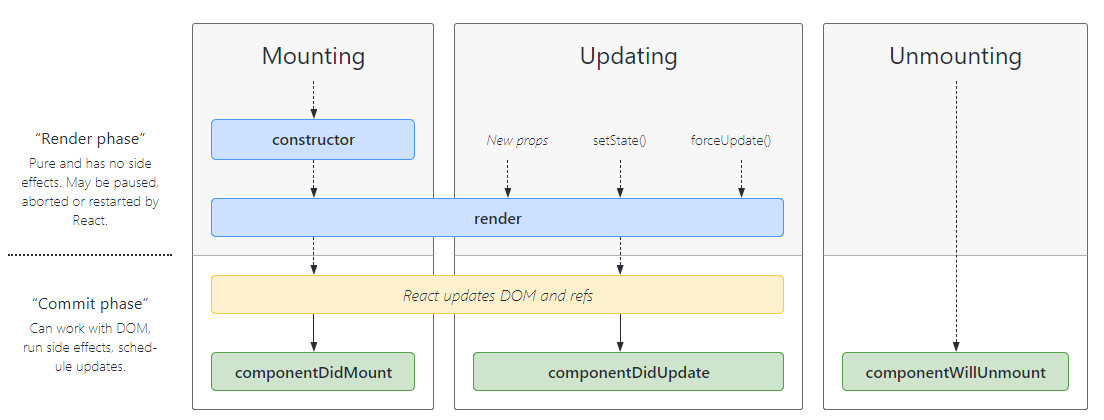 Mounting
Updating
Unmounting
“Render phase”
Pure and has no side
effects. May be paused,
aborted or restarted by
React.
constructor
New props
setState()
forceUpdate()
render
“Commit phase”
Can work with DOM,
run side effects, sched-
ule updates.
React updates DOM and refs
componentDidMount
componentDidUpdate
componentWillUnmount